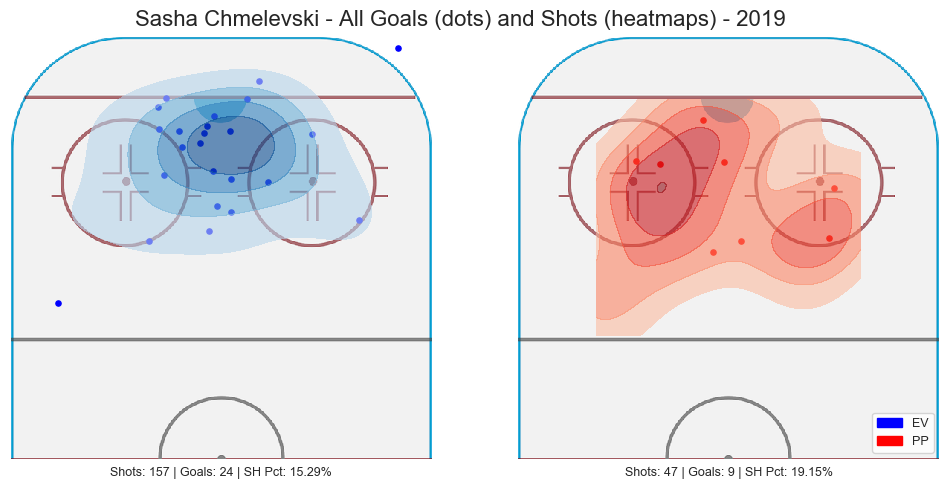 Sasha Chmelevski - All Goals (dots) and Shots (heatmaps) - 2019
EV
PP
Shots: 157 | Goals: 24 | SH Pct: 15.29%
Shots: 47 | Goals: 9 | SH Pct: 19.15%